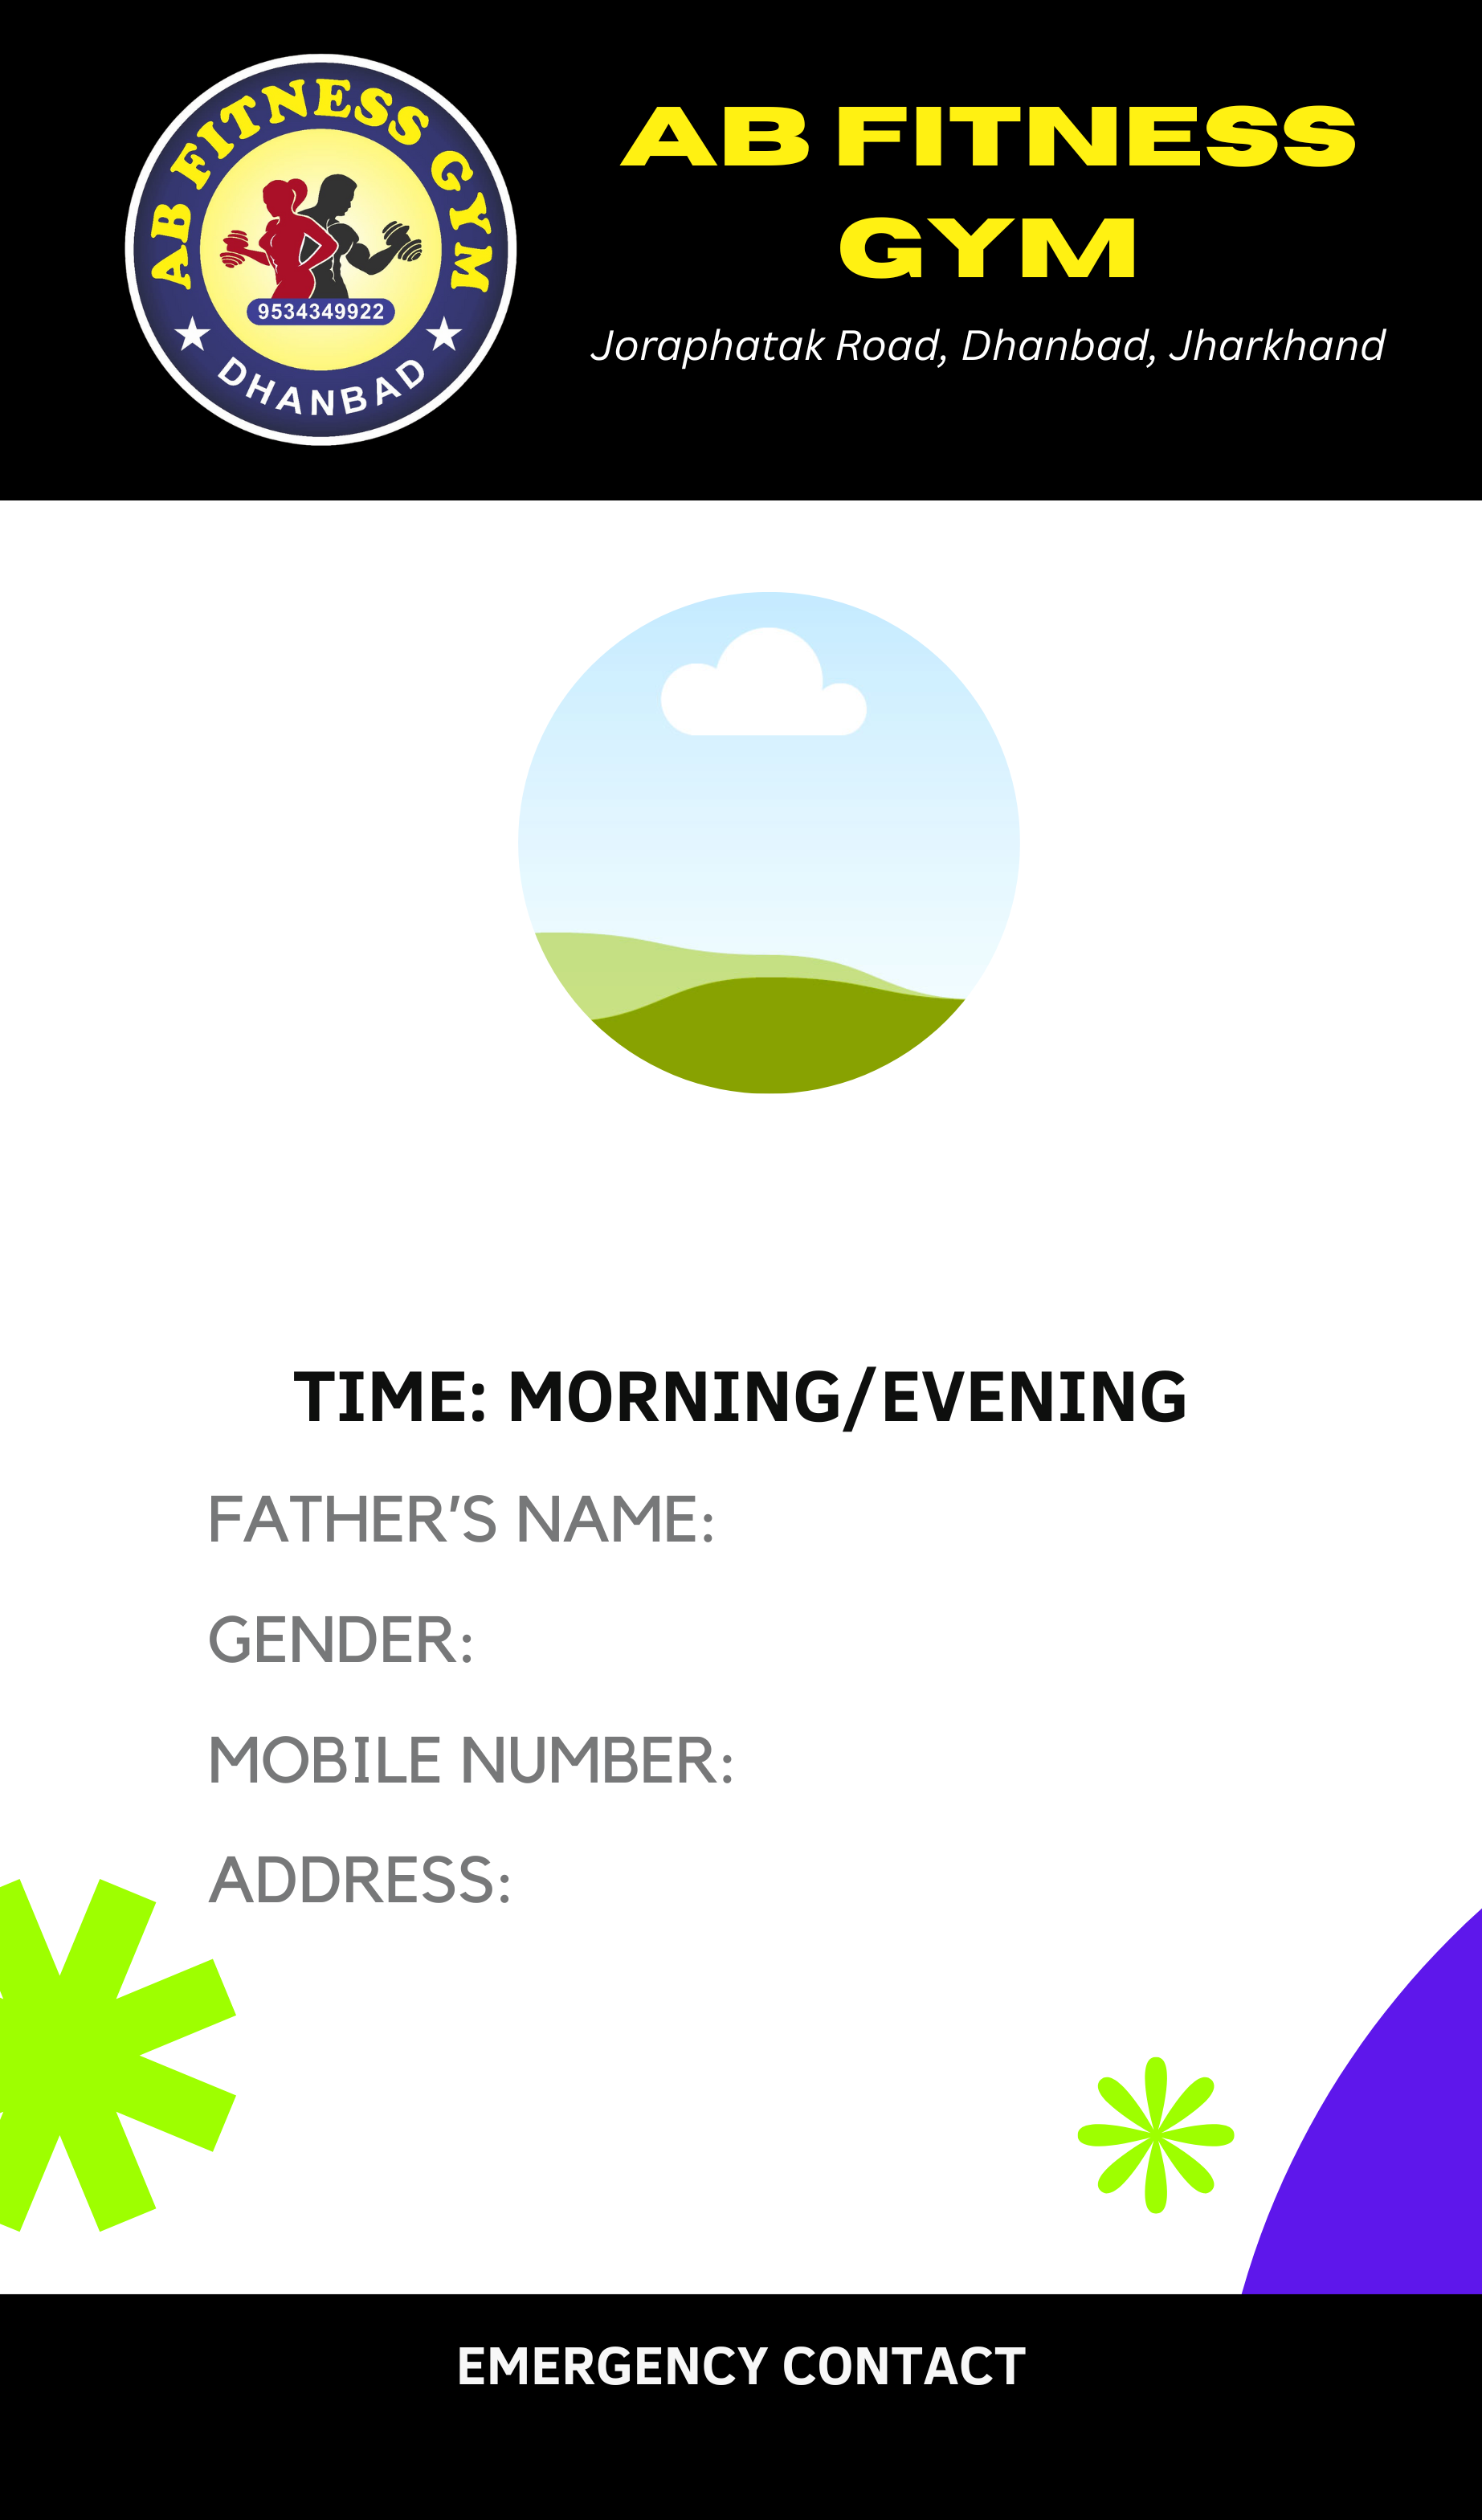 AB FITNESS GYM
9534349922
DHANBAD
AB FITNESS
GYM
Joraphatak Road, Dhanbad, Jharkhand
TIME: MORNING/EVENING
FATHER'S NAME:
GENDER:
MOBILE NUMBER:
ADDRESS:
EMERGENCY CONTACT